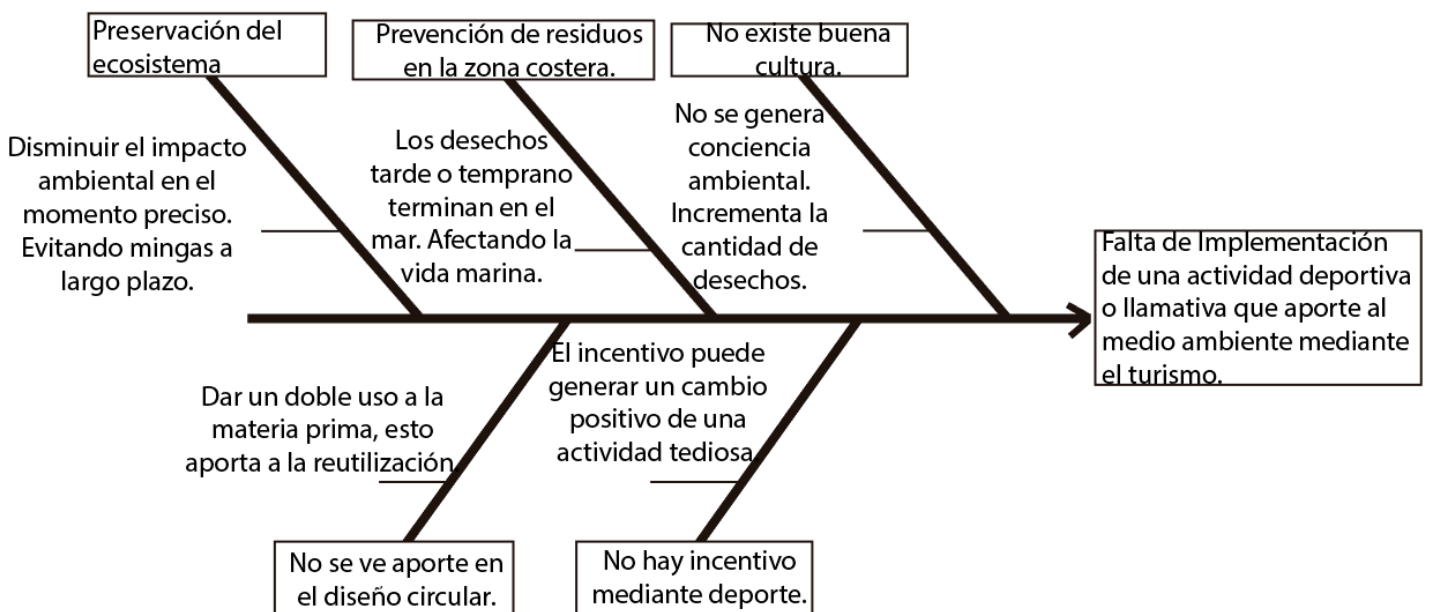 Preservación del
ecosistema
Prevención de residuos
en la zona costera.
No existe buena
cultura.
Disminuir el impacto
ambiental en el
momento preciso.
Evitando mingas a
largo plazo.
Los desechos
tarde o temprano
terminan en el
mar. Afectando la
vida marina.
No se genera
conciencia
ambiental.
Incrementa la
cantidad de
desechos.
Falta de Implementación
de una actividad deportiva
o llamativa que aporte al
medio ambiente mediante
el turismo.
Dar un doble uso a la
materia prima, esto
aporta a la reutilización.
El incentivo puede
generar un cambio
positivo de una
actividad tediosa.
No se ve aporte en
el diseño circular.
No hay incentivo
mediante deporte.